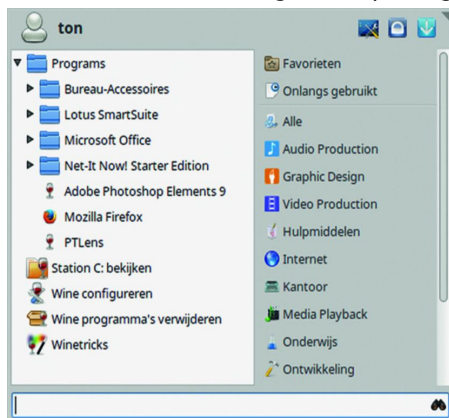 ton
Programs
Bureau-Accessoires
Lotus SmartSuite
Microsoft Office
Net-It Now! Starter Edition
Adobe Photoshop Elements 9
Mozilla Firefox
PTLens
Station C: bekijken
Wine configureren
Wine programma's verwijderen
Winetricks
Favorieten
Onlangs gebruikt
Alle
Audio Production
Graphic Design
Video Production
Hulpmiddelen
Internet
Kantoor
Media Playback
Onderwijs
Ontwikkeling